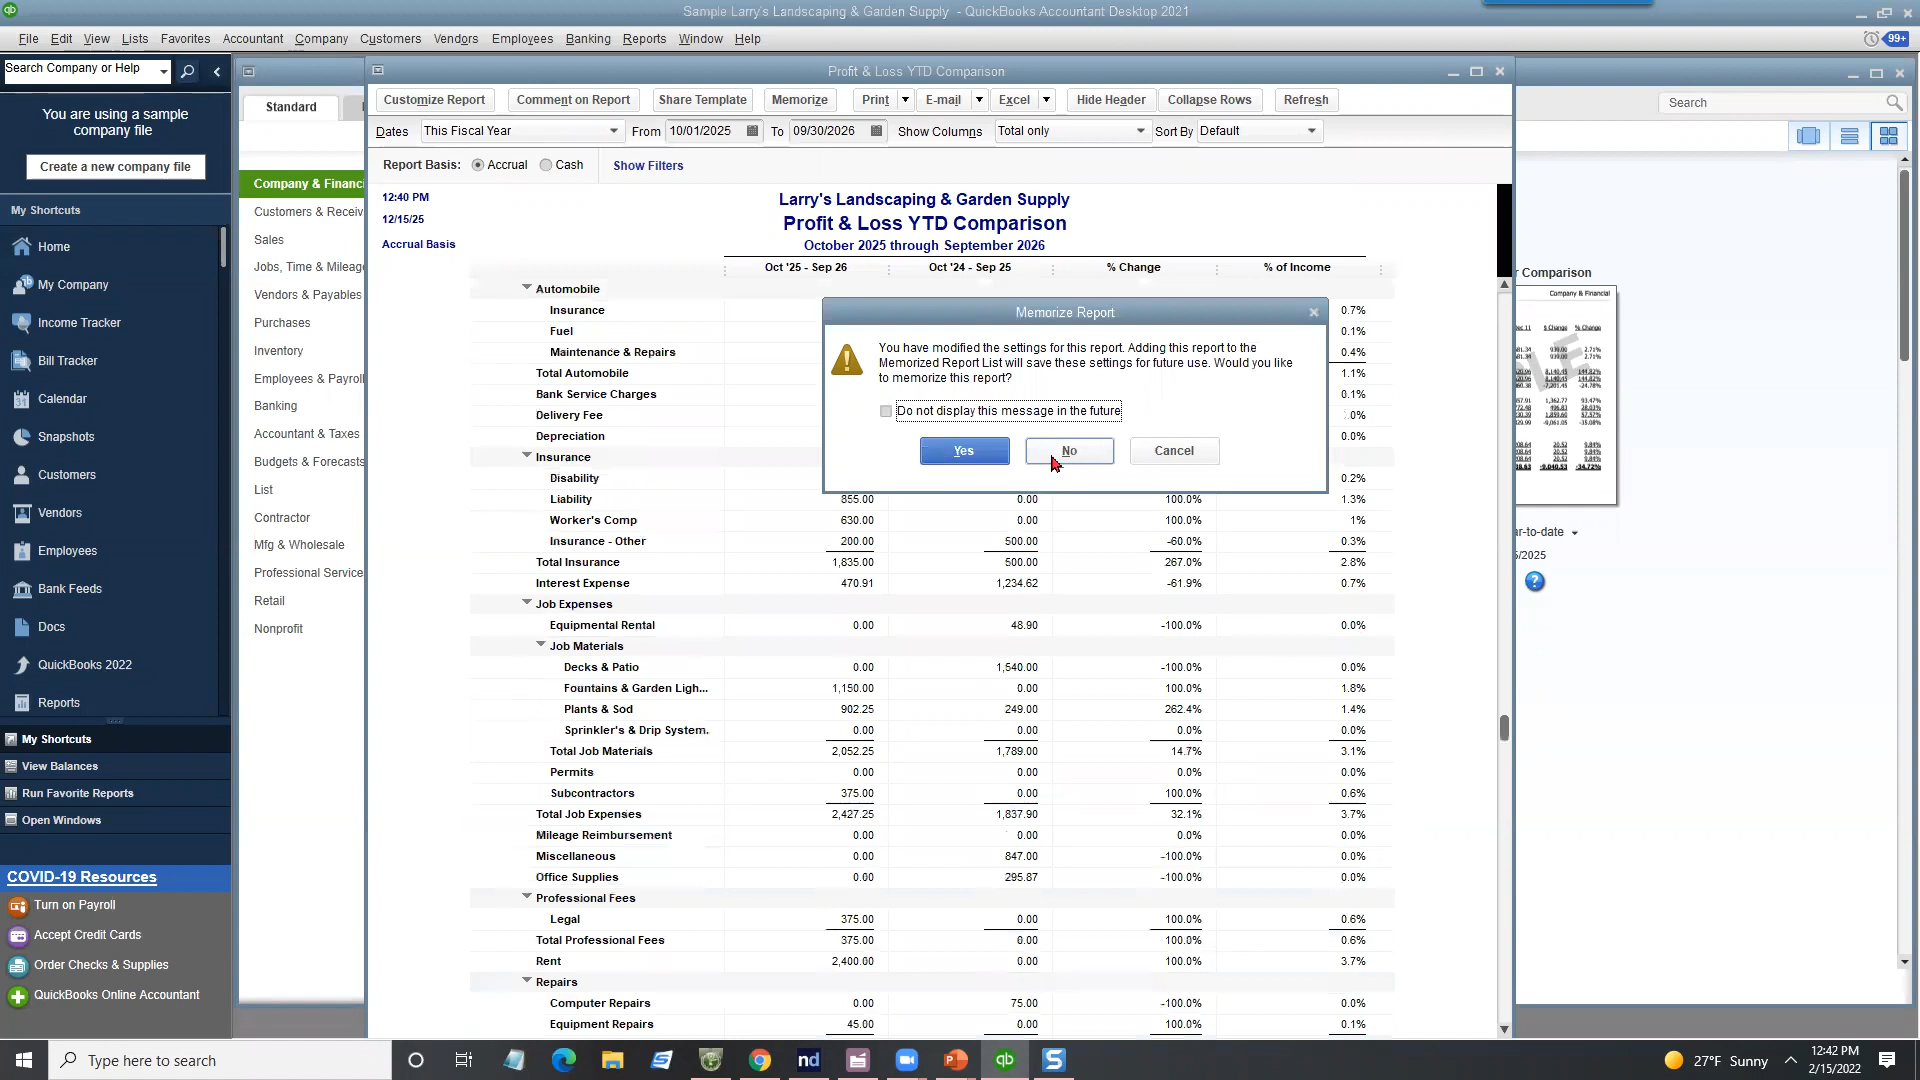 Sample Larry's Landscaping & Garden Supply - QuickBooks Accountant Desktop 2021
File Edit View Lists Favorites Accountant Company Customers Vendors Employees Banking Reports Window Help
99+
Search Company or Help
You are using a sample
company file
Create a new company file
My Shortcuts
Home
My Company
Income Tracker
Bill Tracker
Calendar
Snapshots
Customers
Vendors
Employees
Bank Feeds
Docs
QuickBooks 2022
Reports
My Shortcuts
View Balances
Run Favorite Reports
Open Windows
COVID-19 Resources
Turn on Payroll
Accept Credit Cards
Order Checks & Supplies
QuickBooks Online Accountant
Standard
Company & Financi
Customers & Receiv
Sales
Jobs, Time & Mileag
Vendors & Payables
Purchases
Inventory
Employees & Payroll
Banking
Accountant & Taxes
Budgets & Forecasts
List
Contractor
Mfg & Wholesale
Professional Service
Retail
Nonprofit
Profit & Loss YTD Comparison
Customize Report Comment on Report Share Template Memorize Print E-mail Excel Hide Header Collapse Rows Refresh
Dates This Fiscal Year From 10/01/2025 To 09/30/2026 Show Columns Total only Sort By Default
Report Basis: Accrual Cash Show Filters
12:40 PM
12/15/25
Accrual Basis
Larry's Landscaping & Garden Supply
Profit & Loss YTD Comparison
October 2025 through September 2026
Oct '25 - Sep 26 Oct '24 - Sep 25 % Change % of Income
Automobile
Insurance 0.7%
Fuel 0.1%
Maintenance & Repairs 0.4%
Total Automobile 1.1%
Bank Service Charges 0.1%
Delivery Fee .0%
Depreciation 0.0%
Insurance
Disability 0.2%
Liability 855.00 0.00 100.0% 1.3%
Worker's Comp 630.00 0.00 100.0% 1%
Insurance - Other 200.00 500.00 -60.0% 0.3%
Total Insurance 1,835.00 500.00 267.0% 2.8%
Interest Expense 470.91 1,234.62 -61.9% 0.7%
Job Expenses
Equipmental Rental 0.00 48.90 -100.0% 0.0%
Job Materials
Decks & Patio 0.00 1,540.00 -100.0% 0.0%
Fountains & Garden Ligh... 1,150.00 0.00 100.0% 1.8%
Plants & Sod 902.25 249.00 262.4% 1.4%
Sprinkler's & Drip System. 0.00 0.00 0.0% 0.0%
Total Job Materials 2,052.25 1,789.00 14.7% 3.1%
Permits 0.00 0.00 0.0% 0.0%
Subcontractors 375.00 0.00 100.0% 0.6%
Total Job Expenses 2,427.25 1,837.90 32.1% 3.7%
Mileage Reimbursement 0.00 0.00 0.0% 0.0%
Miscellaneous 0.00 847.00 -100.0% 0.0%
Office Supplies 0.00 295.87 -100.0% 0.0%
Professional Fees
Legal 375.00 0.00 100.0% 0.6%
Total Professional Fees 375.00 0.00 100.0% 0.6%
Rent 2,400.00 0.00 100.0% 3.7%
Repairs
Computer Repairs 0.00 75.00 -100.0% 0.0%
Equipment Repairs 45.00 0.00 100.0% 0.1%
Memorize Report
You have modified the settings for this report. Adding this report to the
Memorized Report List will save these settings for future use. Would you like
to memorize this report?
Do not display this message in the future
Yes No Cancel
Search
r Comparison
Company & Financial
$ Change % Change
ar-to-date
5/2025
Type here to search
27°F Sunny
12:42 PM
2/15/2022